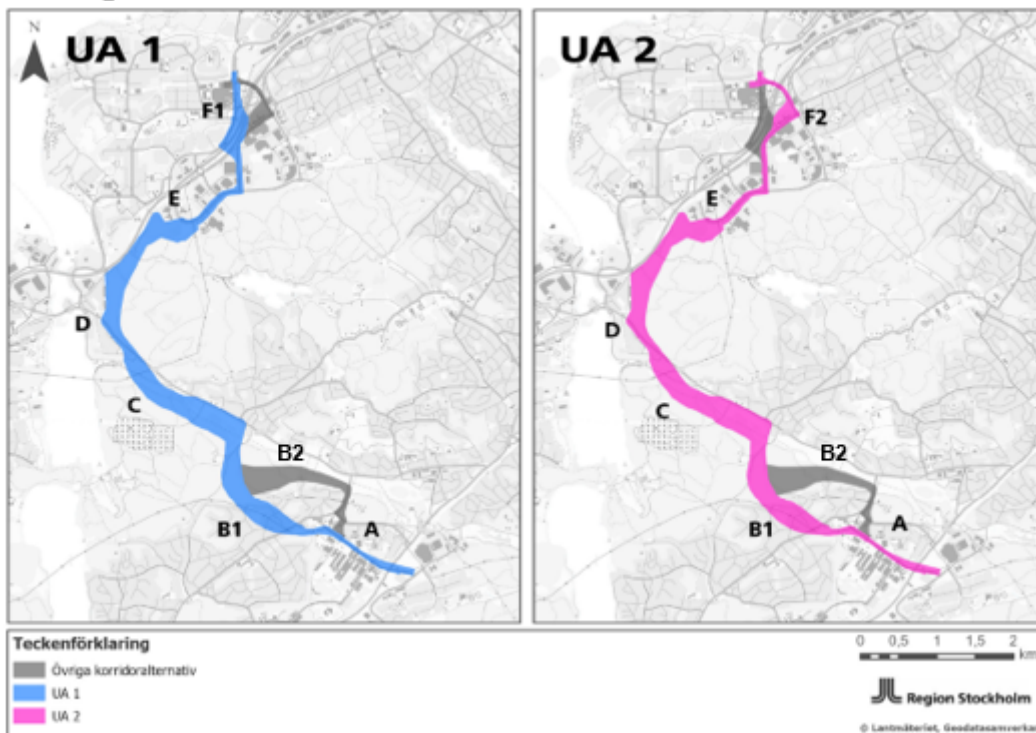 N
UA 1
F1
E
D
C
B2
B1
A
UA 2
F2
E
D
C
B2
B1
A
Teckenförklaring
Övriga korridoralternativ
UA 1
UA 2
0 0,5 1 1,5 2
km
Region Stockholm
© Lantmäteriet, Geodatasamverkan